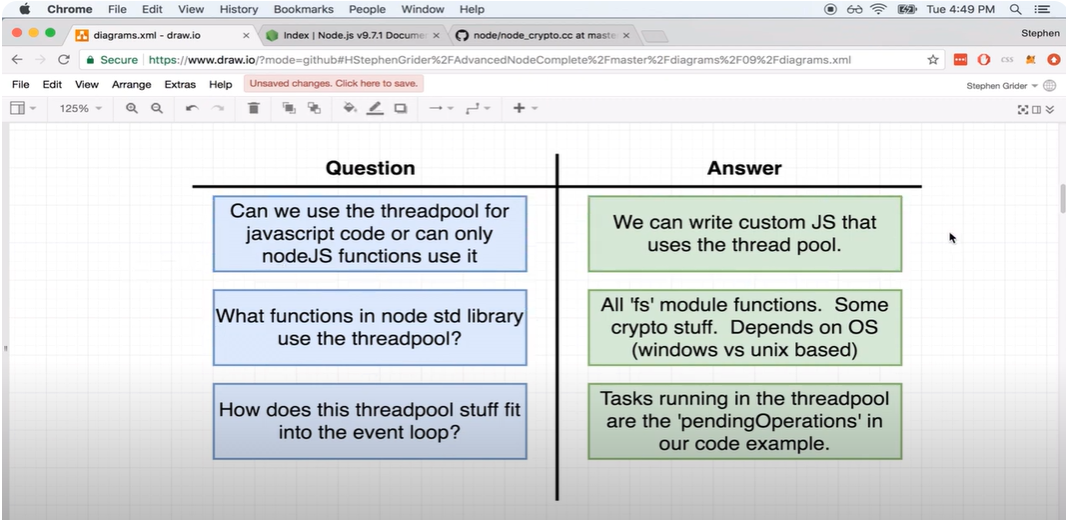 Chrome File Edit View History Bookmarks People Window Help Tue 4:49 PM
diagrams.xml - draw.io Index | Node.js v9.7.1 Docume node/node_crypto.cc at maste Stephen
Secure https://www.draw.io/?mode=github#HStephenGrider%2FAdvancedNodeComplete%2Fmaster%2Fdiagrams%2F09%2Fdiagrams.xml CSS
File Edit View Arrange Extras Help Unsaved changes. Click here to save. Stephen Grider
125%
Question Answer
Can we use the threadpool for
javascript code or can only
nodeJS functions use it
We can write custom JS that
uses the thread pool.
What functions in node std library
use the threadpool?
All 'fs' module functions. Some
crypto stuff. Depends on OS
(windows vs unix based)
How does this threadpool stuff fit
into the event loop?
Tasks running in the threadpool
are the 'pendingOperations' in
our code example.